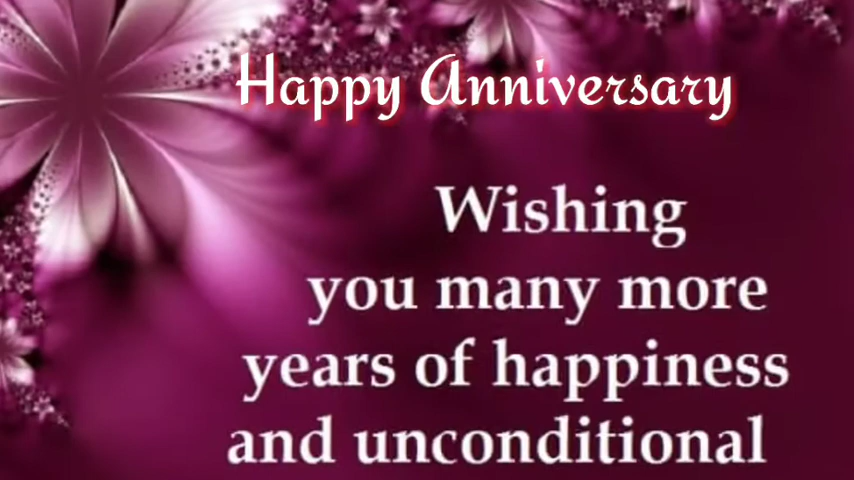 Happy Anniversary
Wishing
you many more
years of happiness
and unconditional